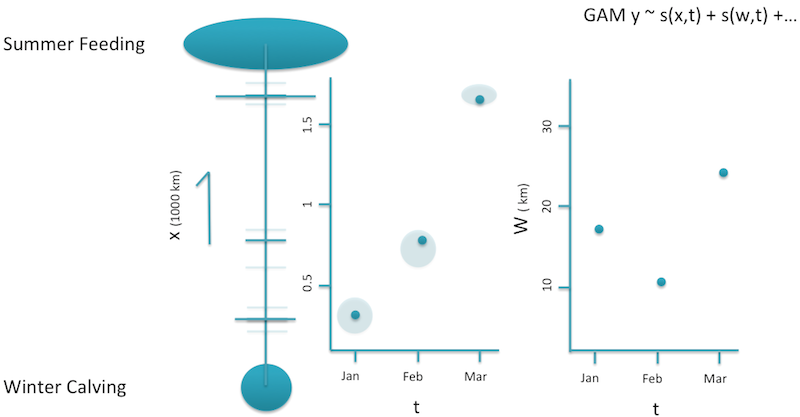 GAM y ~ s(x,t) + s(w,t) +...
Summer Feeding
x (1000 km)
1.5
1
0.5
Jan
Feb
Mar
t
W ( km)
30
20
10
Jan
Feb
Mar
t
Winter Calving